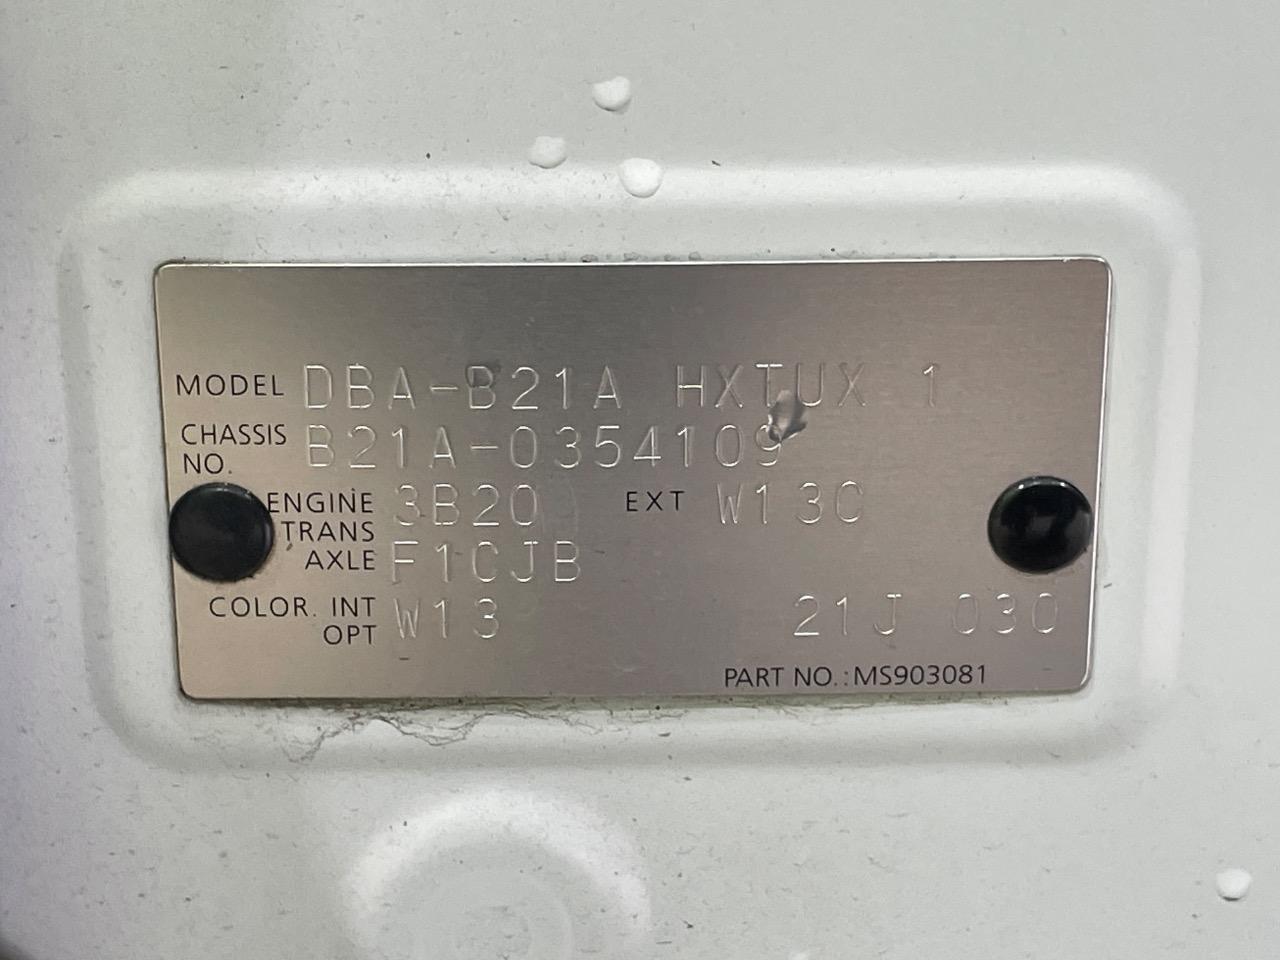 MODEL DBA-B21A HXTUX 1
CHASSIS NO. B21A-0354109
ENGINE 3B20 EXT W13C
TRANS AXLE F1CJB
COLOR. INT OPT W13 21J 030
PART NO.:MS903081